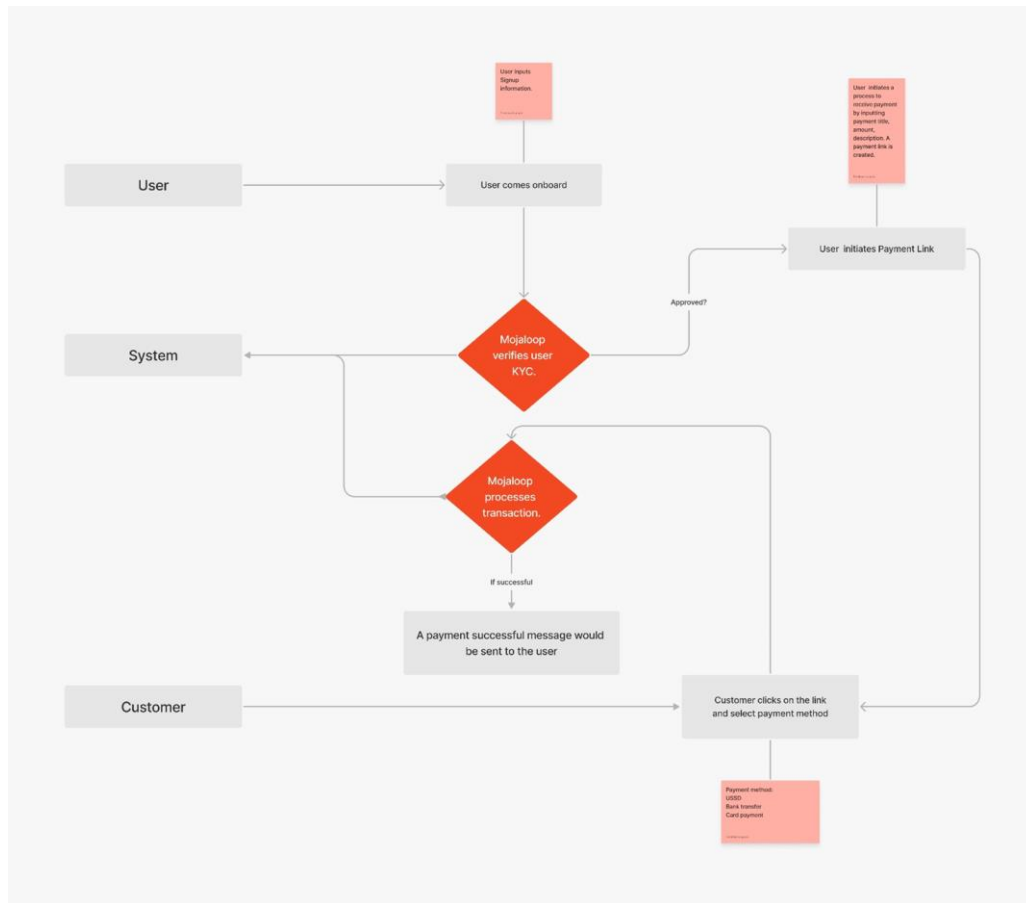 User inputs
Signup
information.
User initiates a
process to
receive payment
by inputting
payment title,
amount,
description. A
payment link is
created.
User
User comes onboard
User initiates Payment Link
Approved?
System
Mojaloop
verifies user
KYC.
Mojaloop
processes
transaction.
If successful
A payment successful message would
be sent to the user
Customer
Customer clicks on the link
and select payment method
Payment method:
USSD
Bank transfer
Card payment